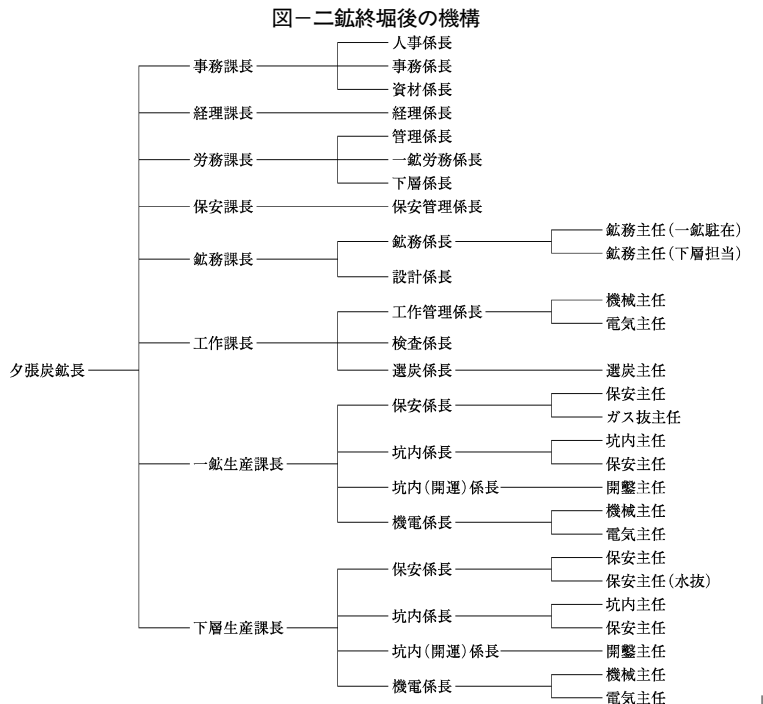 図－二鉱終堀後の機構
夕張炭鉱長
事務課長
人事係長
事務係長
資材係長
経理課長
経理係長
労務課長
管理係長
一鉱労務係長
下層係長
保安課長
保安管理係長
鉱務課長
鉱務係長
鉱務主任(一鉱駐在)
鉱務主任(下層担当)
設計係長
工作課長
工作管理係長
機械主任
電気主任
検査係長
選炭係長
選炭主任
一鉱生産課長
保安係長
保安主任
ガス抜主任
坑内係長
坑内主任
保安主任
坑内(開運)係長
開鑿主任
機電係長
機械主任
電気主任
下層生産課長
保安係長
保安主任
保安主任(水抜)
坑内係長
坑内主任
保安主任
坑内(開運)係長
開鑿主任
機電係長
機械主任
電気主任